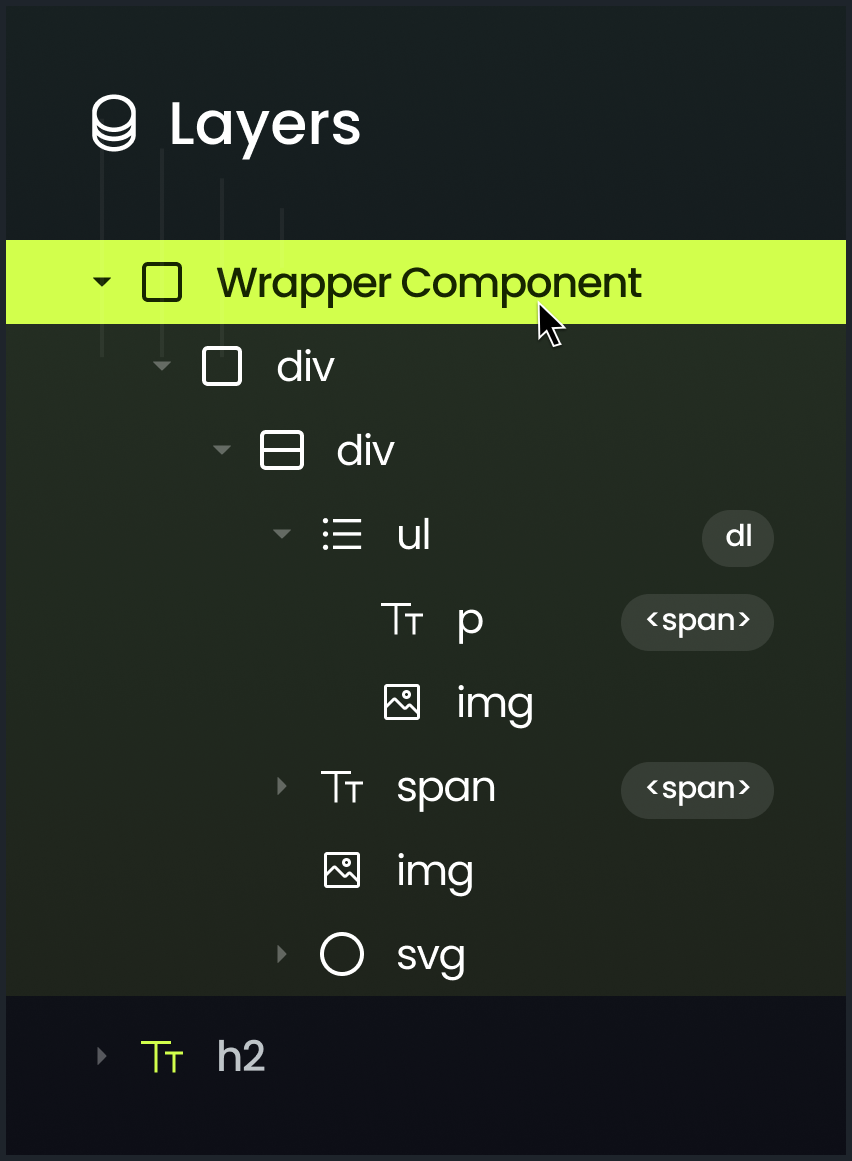 Layers
Wrapper Component
div
div
ul dl
p <span>
img
span <span>
img
svg
h2